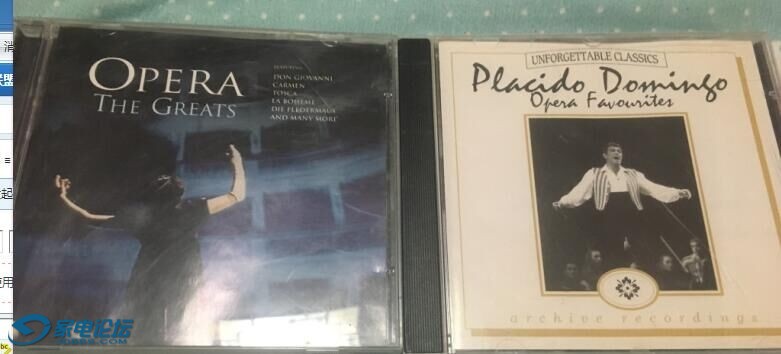 OPERA
THE GREATS
FEATURING
DON GIOVANNI
CARMEN
TOSCA
LA BOHEME
DIE FLEDERMAUS
AND MANY MORE
UNFORGETTABLE CLASSICS
Placido Domingo
Opera Favourites
archive recordings
家电论坛